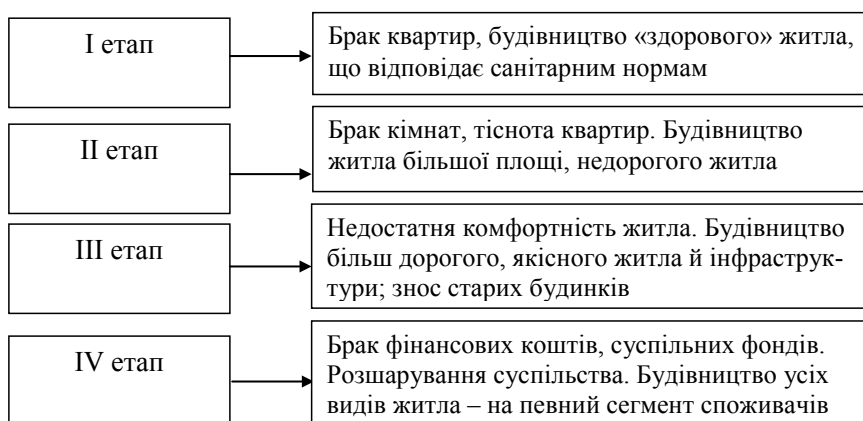 І етап
Брак квартир, будівництво «здорового» житла,
що відповідає санітарним нормам
ІІ етап
Брак кімнат, тіснота квартир. Будівництво
житла більшої площі, недорогого житла
ІІІ етап
Недостатня комфортність житла. Будівництво
більш дорогого, якісного житла й інфраструк-
тури; знос старих будинків
IV етап
Брак фінансових коштів, суспільних фондів.
Розшарування суспільства. Будівництво усіх
видів житла – на певний сегмент споживачів